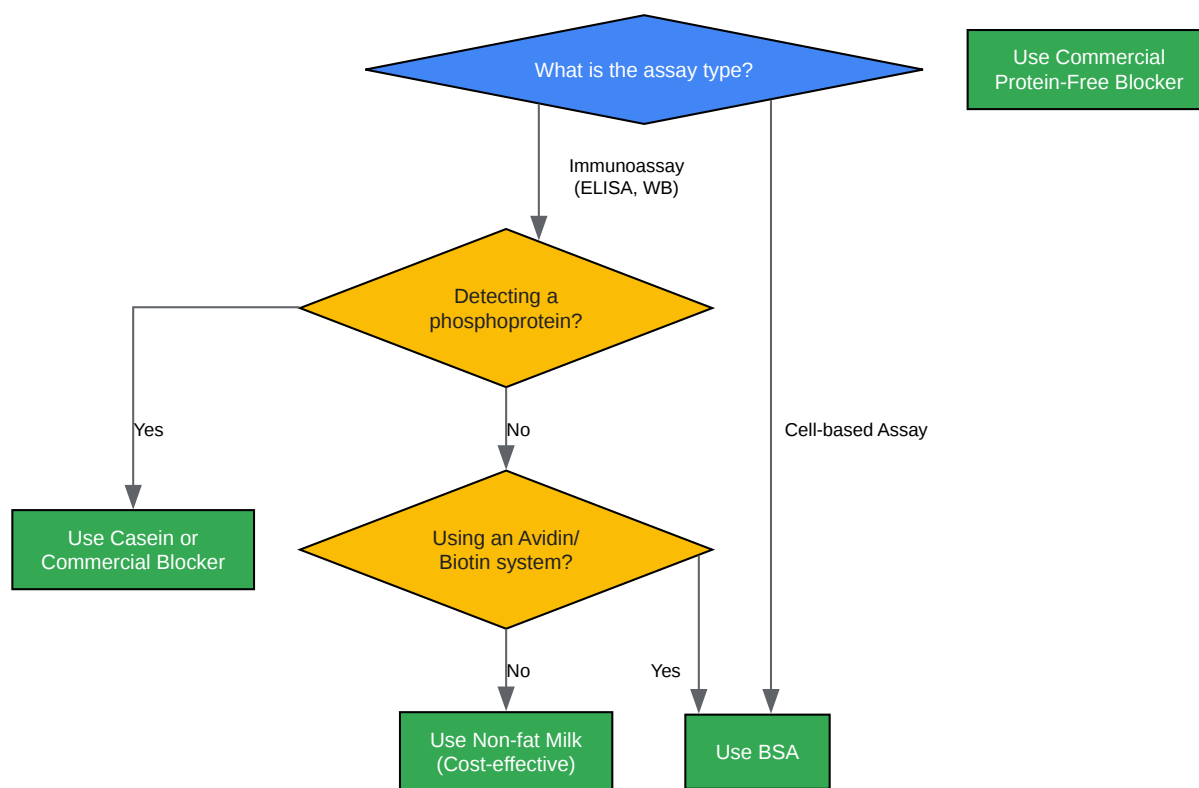 What is the assay type?
Use Commercial
Protein-Free Blocker
Immunoassay
(ELISA, WB)
Detecting a
phosphoprotein?
Yes
No
Cell-based Assay
Use Casein or
Commercial Blocker
Using an Avidin/
Biotin system?
No
Yes
Use Non-fat Milk
(Cost-effective)
Use BSA